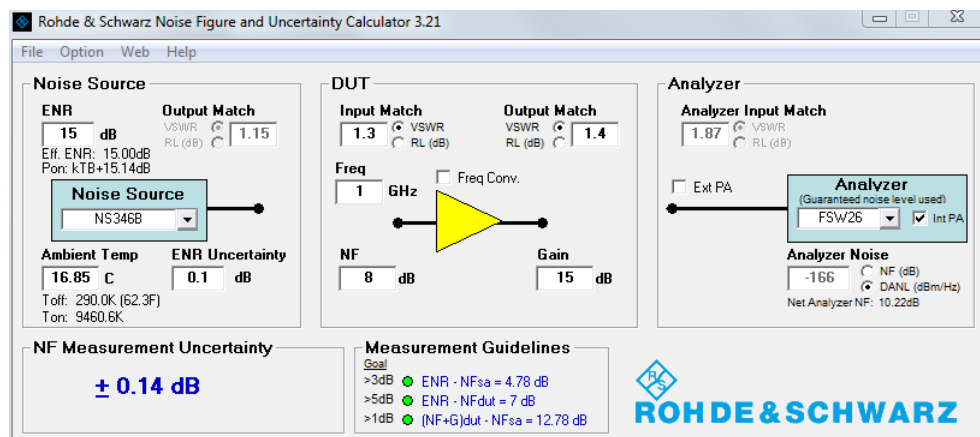 Rohde & Schwarz Noise Figure and Uncertainty Calculator 3.21
File Option Web Help
Noise Source
ENR
15 dB
Output Match
VSWR
RL (dB)
1.15
Eff. ENR: 15.00dB
Pon: kTB+15.14dB
Noise Source
NS346B
Ambient Temp
16.85 C
ENR Uncertainty
0.1 dB
Toff: 290.0K (62.3F)
Ton: 9460.6K
DUT
Input Match
1.3
VSWR
RL (dB)
Output Match
VSWR
RL (dB)
1.4
Freq
1 GHz
Freq Conv.
NF
8 dB
Gain
15 dB
Analyzer
Analyzer Input Match
1.87
VSWR
RL (dB)
Ext PA
Analyzer
(Guaranteed noise level used)
FSW26
Int PA
Analyzer Noise
-166
NF (dB)
DANL (dBm/Hz)
Net Analyzer NF: 10.22dB
NF Measurement Uncertainty
± 0.14 dB
Measurement Guidelines
Goal
>3dB ENR - NFsa = 4.78 dB
>5dB ENR - NFdut = 7 dB
>1dB (NF+G)dut - NFsa = 12.78 dB
R&S
ROHDE&SCHWARZ